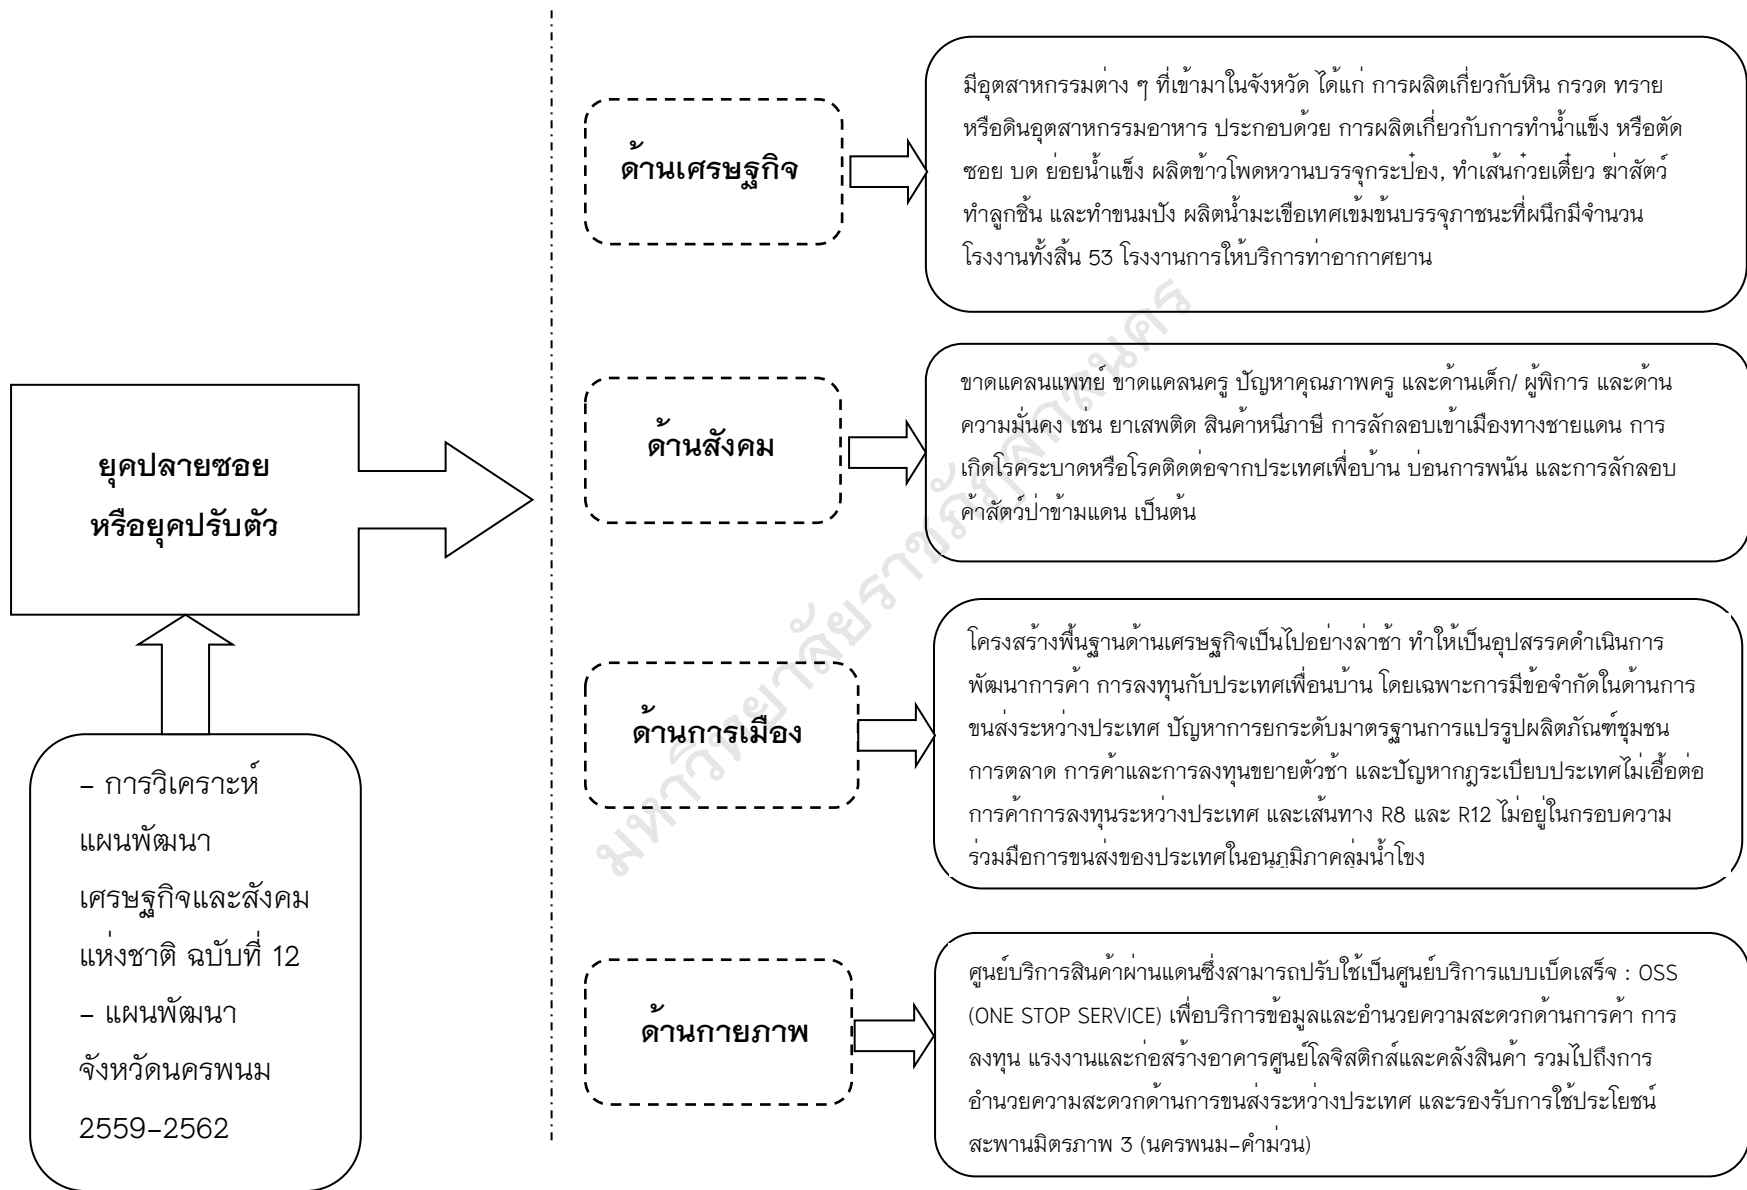 ยุคปลายซอย
หรือยุคปรับตัว
– การวิเคราะห์
แผนพัฒนา
เศรษฐกิจและสังคม
แห่งชาติ ฉบับที่ 12
– แผนพัฒนา
จังหวัดนครพนม
2559–2562
ด้านเศรษฐกิจ
มีอุตสาหกรรมต่าง ๆ ที่เข้ามาในจังหวัด ได้แก่ การผลิตเกี่ยวกับหิน กรวด ทราย
หรือดินอุตสาหกรรมอาหาร ประกอบด้วย การผลิตเกี่ยวกับการทำน้ำแข็ง หรือตัด
ซอย บด ย่อยน้ำแข็ง ผลิตข้าวโพดหวานบรรจุกระป๋อง, ทำเส้นก๋วยเตี๋ยว ฆ่าสัตว์
ทำลูกชิ้น และทำขนมปัง ผลิตน้ำมะเขือเทศเข้มข้นบรรจุภาชนะที่ผนึกมีจำนวน
โรงงานทั้งสิ้น 53 โรงงานการให้บริการท่าอากาศยาน
ด้านสังคม
ขาดแคลนแพทย์ ขาดแคลนครู ปัญหาคุณภาพครู และด้านเด็ก/ ผู้พิการ และด้าน
ความมั่นคง เช่น ยาเสพติด สินค้าหนีภาษี การลักลอบเข้าเมืองทางชายแดน การ
เกิดโรคระบาดหรือโรคติดต่อจากประเทศเพื่อบ้าน บ่อนการพนัน และการลักลอบ
ค้าสัตว์ป่าข้ามแดน เป็นต้น
ด้านการเมือง
โครงสร้างพื้นฐานด้านเศรษฐกิจเป็นไปอย่างล่าช้า ทำให้เป็นอุปสรรคดำเนินการ
พัฒนาการค้า การลงทุนกับประเทศเพื่อนบ้าน โดยเฉพาะการมีข้อจำกัดในด้านการ
ขนส่งระหว่างประเทศ ปัญหาการยกระดับมาตรฐานการแปรรูปผลิตภัณฑ์ชุมชน
การตลาด การค้าและการลงทุนขยายตัวช้า และปัญหากฎระเบียบประเทศไม่เอื้อต่อ
การค้าการลงทุนระหว่างประเทศ และเส้นทาง R8 และ R12 ไม่อยู่ในกรอบความ
ร่วมมือการขนส่งของประเทศในอนุภูมิภาคลุ่มน้ำโขง
ด้านกายภาพ
ศูนย์บริการสินค้าผ่านแดนซึ่งสามารถปรับใช้เป็นศูนย์บริการแบบเบ็ดเสร็จ : OSS
(ONE STOP SERVICE) เพื่อบริการข้อมูลและอำนวยความสะดวกด้านการค้า การ
ลงทุน แรงงานและก่อสร้างอาคารศูนย์โลจิสติกส์และคลังสินค้า รวมไปถึงการ
อำนวยความสะดวกด้านการขนส่งระหว่างประเทศ และรองรับการใช้ประโยชน์
สะพานมิตรภาพ 3 (นครพนม–คำม่วน)
มหาวิทยาลัยราชภัฏสกลนคร